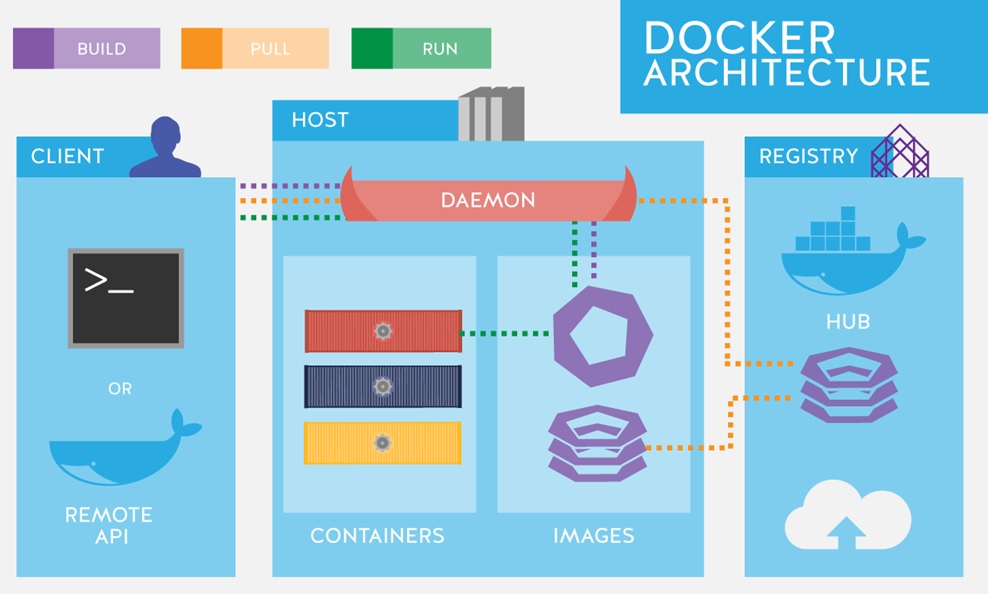 BUILD
PULL
RUN
DOCKER
ARCHITECTURE
CLIENT
HOST
REGISTRY
DAEMON
>_
OR
REMOTE
API
CONTAINERS
IMAGES
HUB